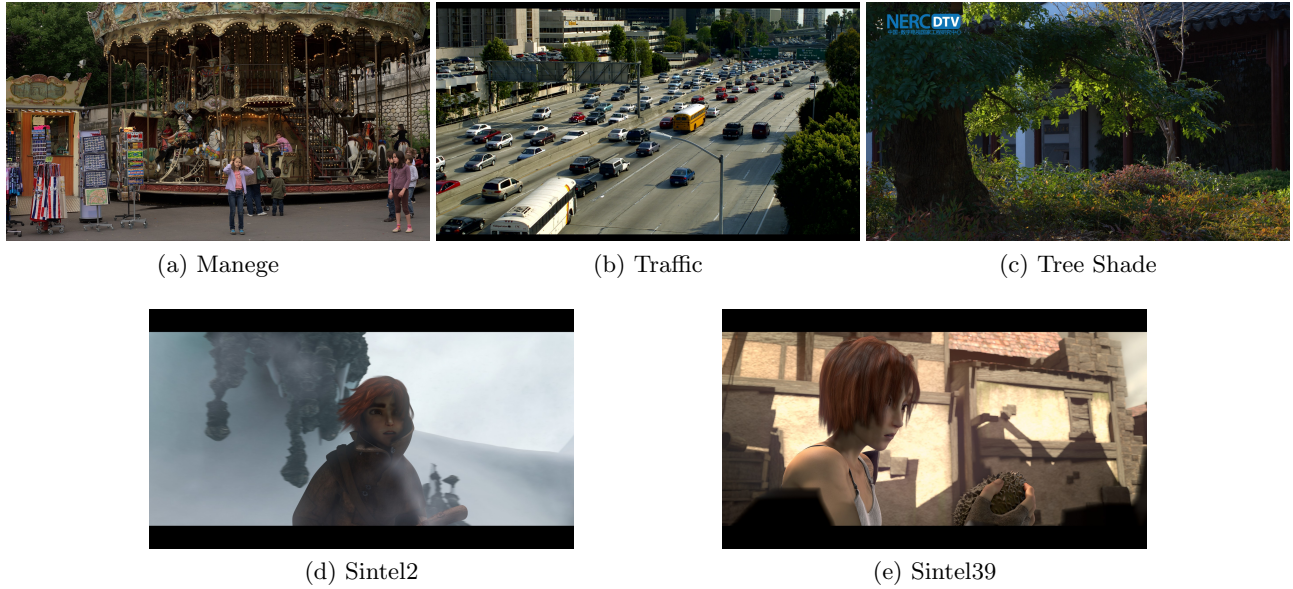 NERC DTV
(a) Manege
(b) Traffic
(c) Tree Shade
(d) Sintel2
(e) Sintel39